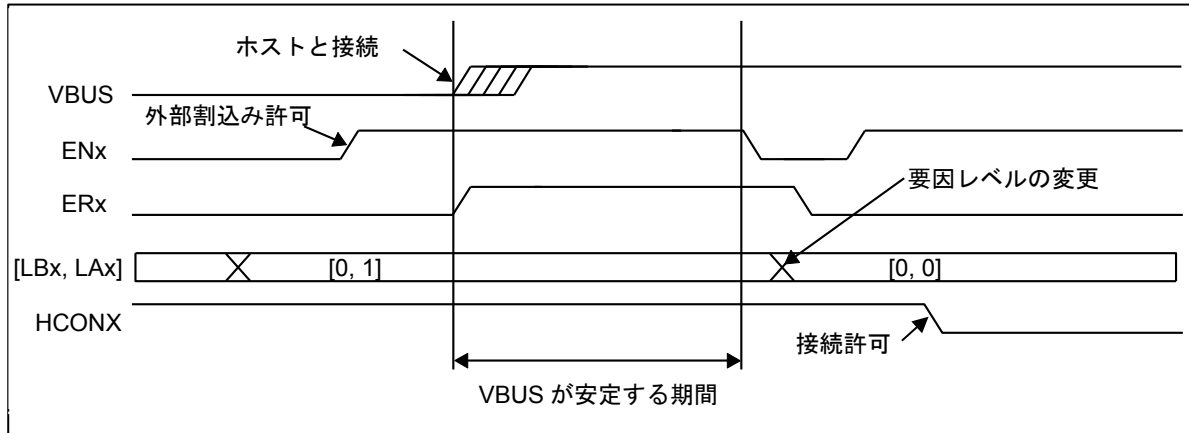 ホストと接続
VBUS
外部割込み許可
ENx
要因レベルの変更
ERx
[LBx, LAx]
[0, 1]
[0, 0]
HCONX
接続許可
VBUS が安定する期間